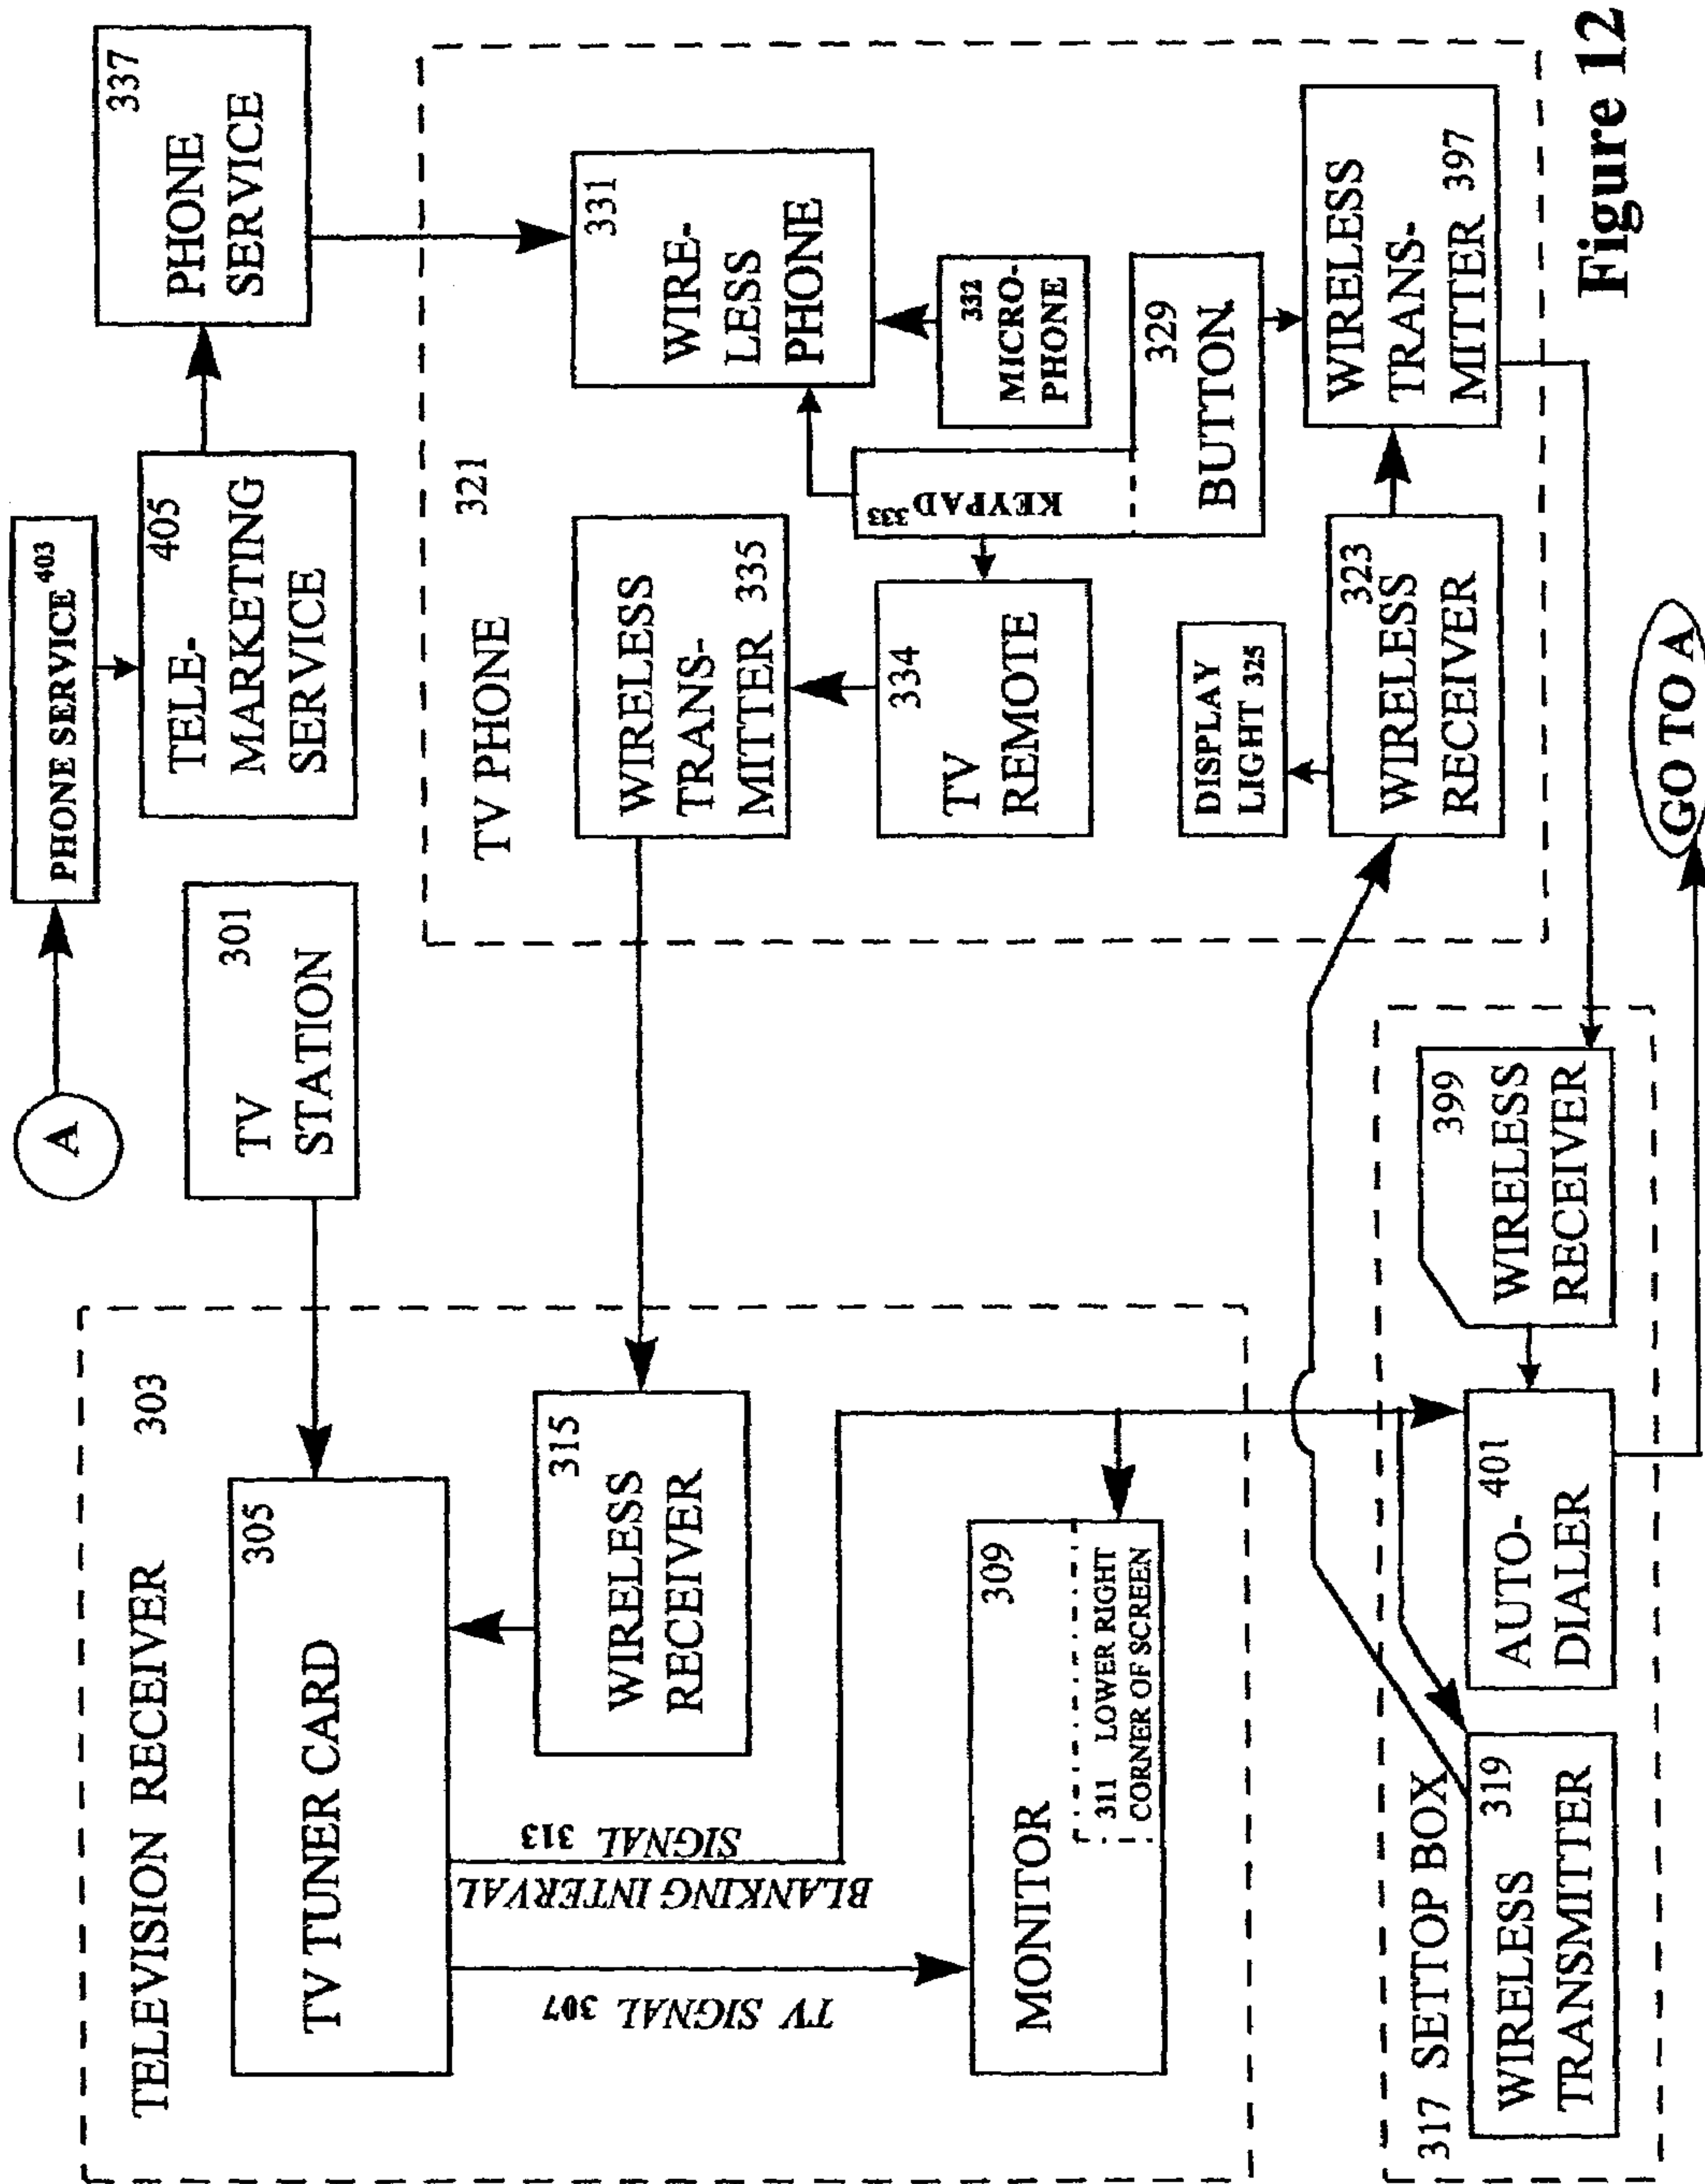 A
PHONE SERVICE 403
405
TELE-
MARKETING
SERVICE
337
PHONE
SERVICE
301
TV
STATION
TELEVISION RECEIVER 303
305
TV TUNER CARD
315
WIRELESS
RECEIVER
TV SIGNAL 307
BLANKING INTERVAL
SIGNAL 313
309
MONITOR
311 LOWER RIGHT
CORNER OF SCREEN
TV PHONE 321
WIRELESS
TRANS-
MITTER 335
331
WIRE-
LESS
PHONE
332
MICRO-
PHONE
KEYPAD 333
334
TV
REMOTE
329
BUTTON
DISPLAY
LIGHT 325
323
WIRELESS
RECEIVER
WIRELESS
TRANS-
MITTER 397
317 SETTOP BOX
319
WIRELESS
TRANSMITTER
AUTO- 401
DIALER
399
WIRELESS
RECEIVER
GO TO A
Figure 12